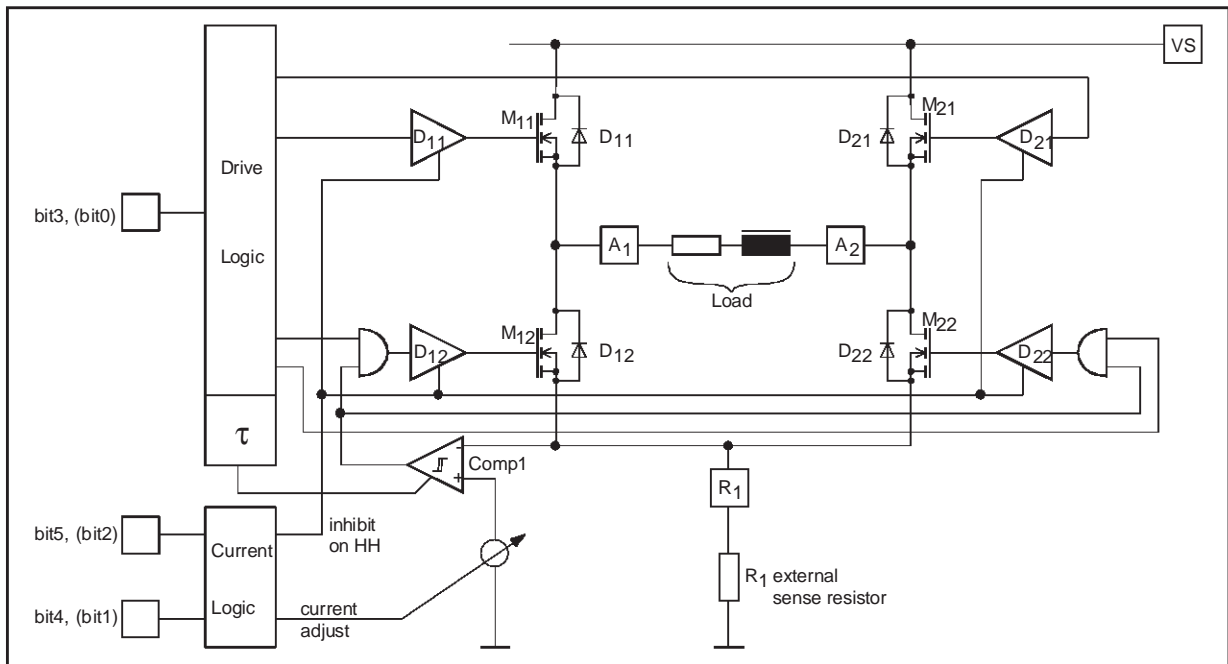 VS
M11
D11
D11
D21
M21
D21
Drive
Logic
bit3, (bit0)
A1
A2
Load
M12
D12
D12
D22
M22
D22
τ
-
+
Comp1
R1
bit5, (bit2)
Current
Logic
inhibit
on HH
R1 external
sense resistor
bit4, (bit1)
current
adjust